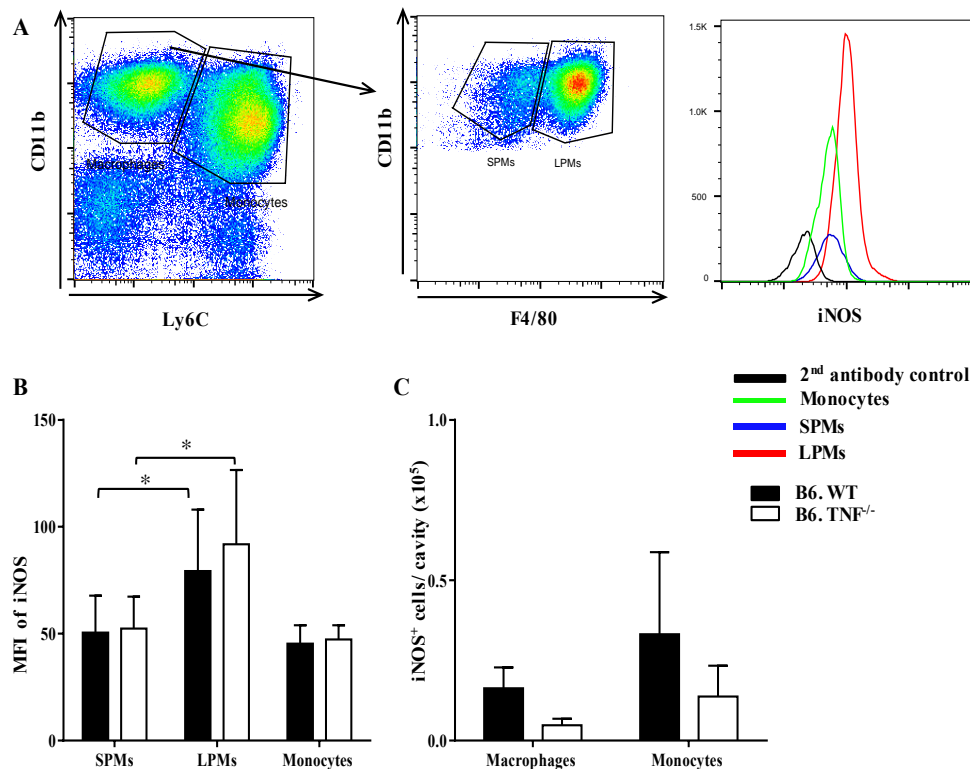 A
CD11b
Macrophages
Monocytes
Ly6C
CD11b
SPMs
LPMs
F4/80
1.5K
1.0K
500
0
iNOS
2nd antibody control
Monocytes
SPMs
LPMs
B6. WT
B6. TNF-/-
B
MFI of iNOS
150
100
50
0
*
*
SPMs
LPMs
Monocytes
C
iNOS+ cells/ cavity (x10⁵)
1.0
0.5
0.0
Macrophages
Monocytes